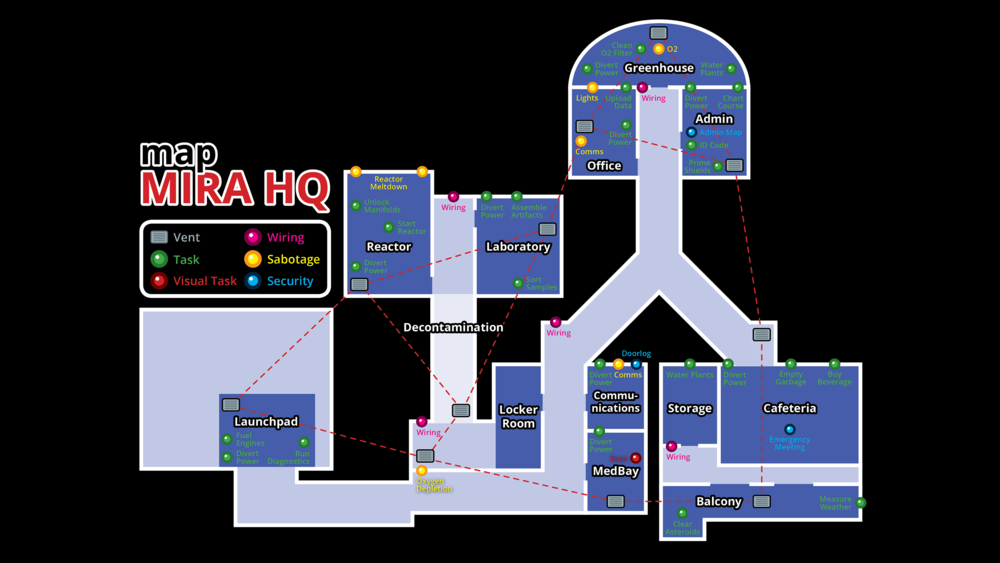 map
MIRA HQ
Vent
Wiring
Task
Sabotage
Visual Task
Security
Clean
O2 Filter
O2
Divert
Power
Greenhouse
Water
Plants
Lights
Upload
Data
Wiring
Divert
Power
Chart
Course
Admin
Admin Map
Divert
Power
ID Code
Comms
Office
Prime
Shields
Reactor
Meltdown
Unlock
Manifolds
Start
Reactor
Reactor
Divert
Power
Wiring
Divert
Power
Assemble
Artifacts
Laboratory
Sort
Samples
Decontamination
Wiring
Launchpad
Fuel
Engines
Divert
Power
Run
Diagnostics
Wiring
Oxygen
Depletion
Locker
Room
Doorlog
Divert
Power
Comms
Commu-
nications
Divert
Power
MedBay
Water Plants
Divert
Power
Empty
Garbage
Buy
Beverage
Storage
Cafeteria
Emergency
Meeting
Wiring
Balcony
Measure
Weather
Clear
Asteroids